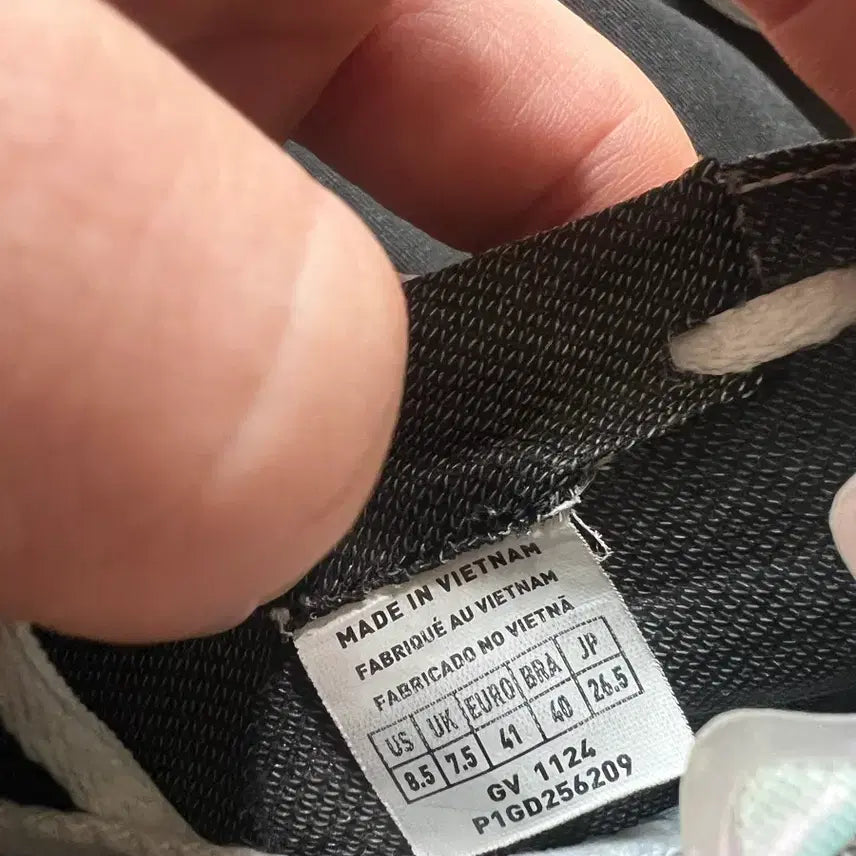 MADE IN VIETNAM
FABRIQUÉ AU VIETNAM
FABRICADO NO VIETNÃ
US UK EURO BRA JP
8.5 7.5 41 40 26.5
GV 1124
P1GD256209